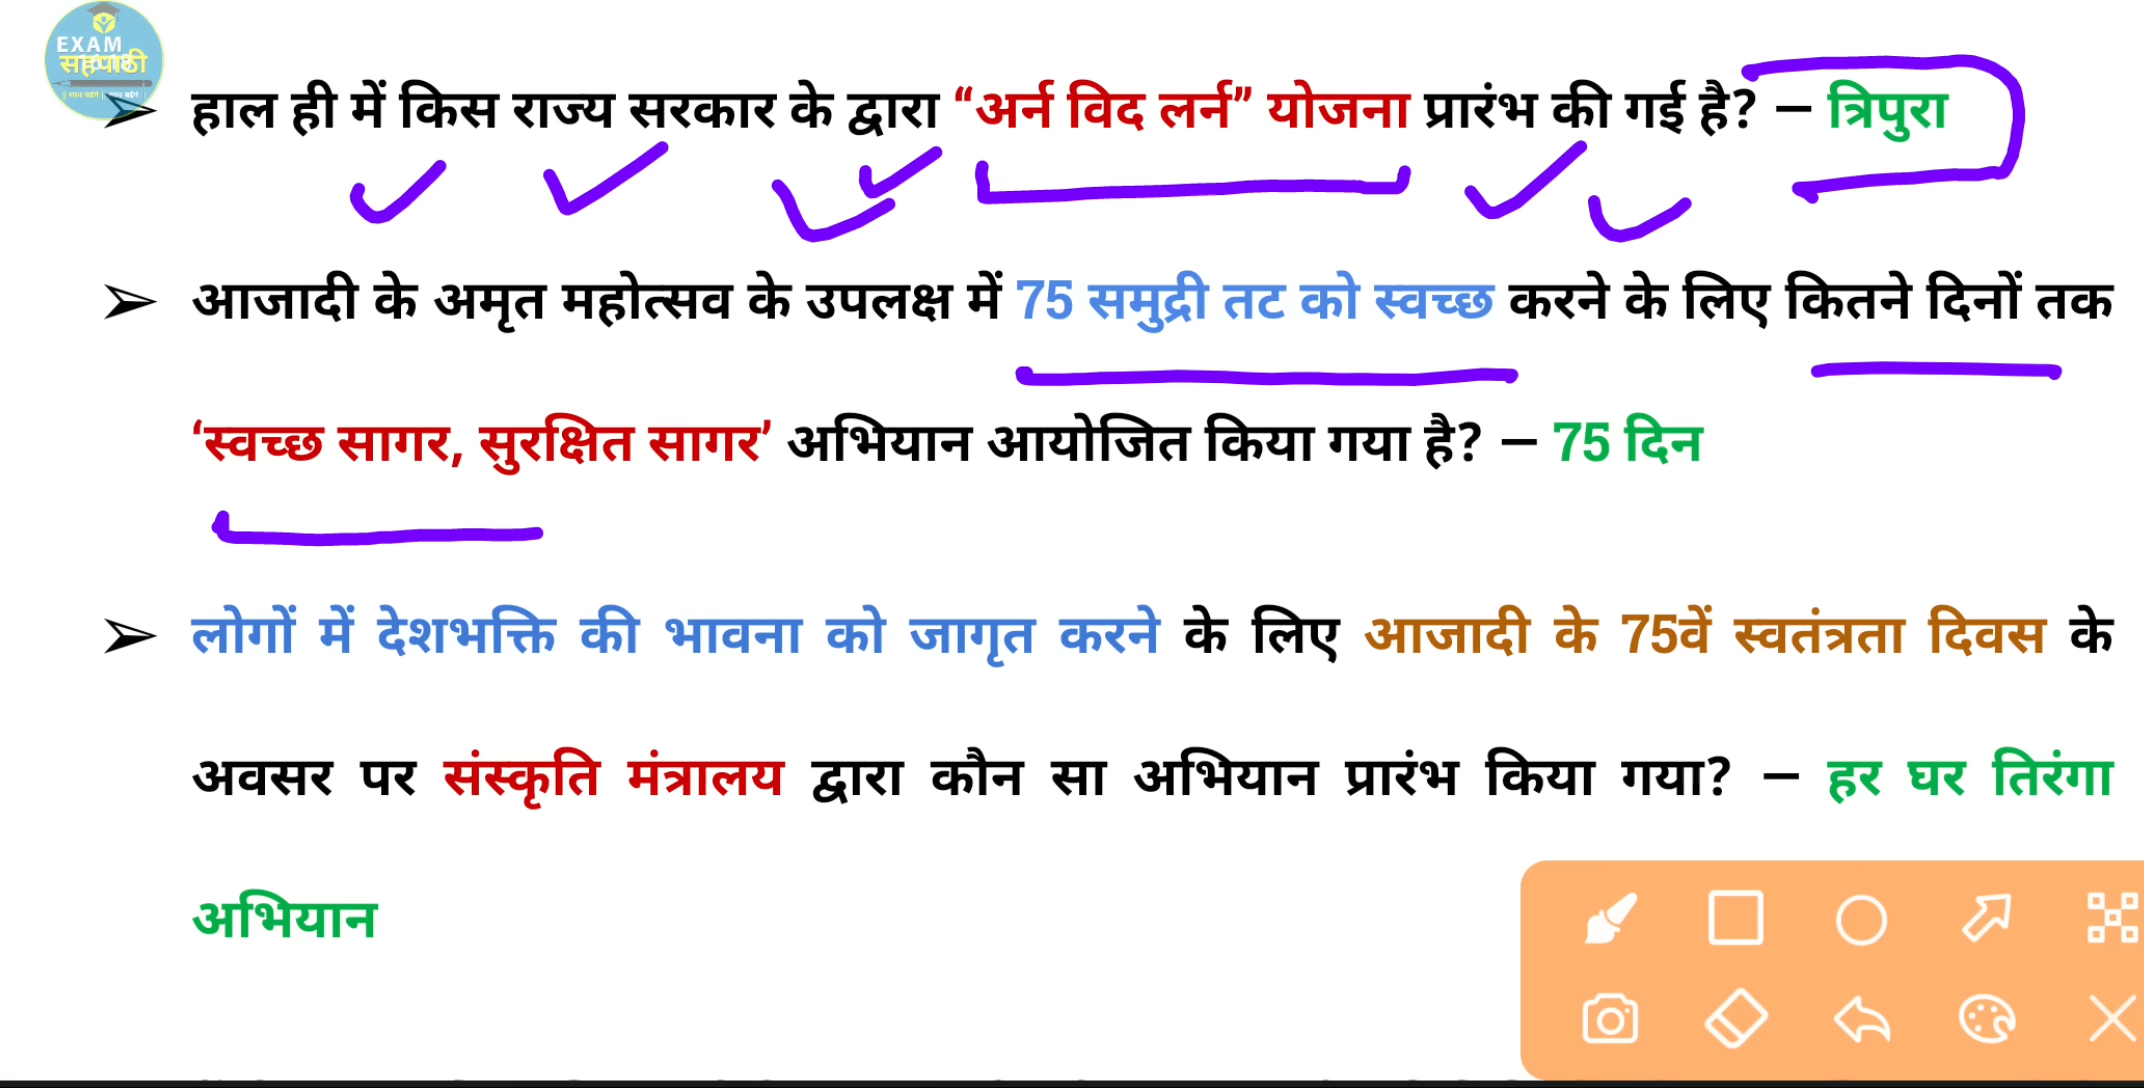 EXAM
सहपाठी
➢ हाल ही में किस राज्य सरकार के द्वारा “अर्न विद लर्न” योजना प्रारंभ की गई है? – त्रिपुरा
➢ आजादी के अमृत महोत्सव के उपलक्ष में 75 समुद्री तट को स्वच्छ करने के लिए कितने दिनों तक
‘स्वच्छ सागर, सुरक्षित सागर’ अभियान आयोजित किया गया है? – 75 दिन
➢ लोगों में देशभक्ति की भावना को जागृत करने के लिए आजादी के 75वें स्वतंत्रता दिवस के
अवसर पर संस्कृति मंत्रालय द्वारा कौन सा अभियान प्रारंभ किया गया? – हर घर तिरंगा
अभियान